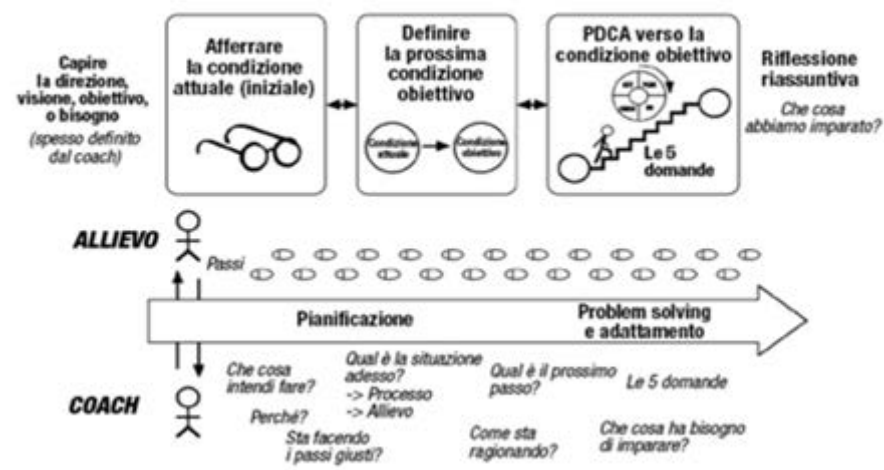 Capire
la direzione,
visione, obiettivo,
o bisogno
(spesso definito
dal coach)
Afferrare
la condizione
attuale (iniziale)
Definire
la prossima
condizione
obiettivo
Condizione
attuale
Condizione
obiettivo
PDCA verso la
condizione obiettivo
Le 5
domande
Riflessione
riassuntiva
Che cosa
abbiamo imparato?
ALLIEVO
Passi
Pianificazione
Problem solving
e adattamento
COACH
Che cosa
intendi fare?
Perché?
Sta facendo
i passi giusti?
Qual è la situazione
adesso?
-> Processo
-> Allievo
Qual è il prossimo
passo?
Come sta
ragionando?
Le 5 domande
Che cosa ha bisogno
di imparare?